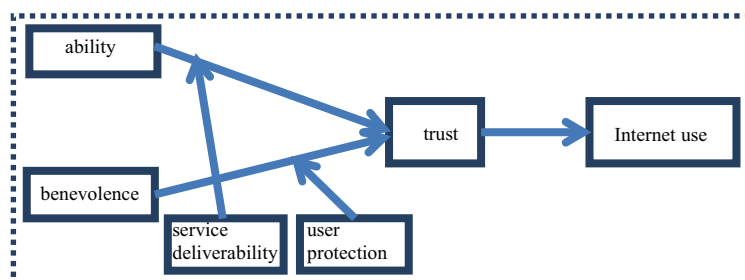 ability
trust
Internet use
benevolence
service
deliverability
user
protection